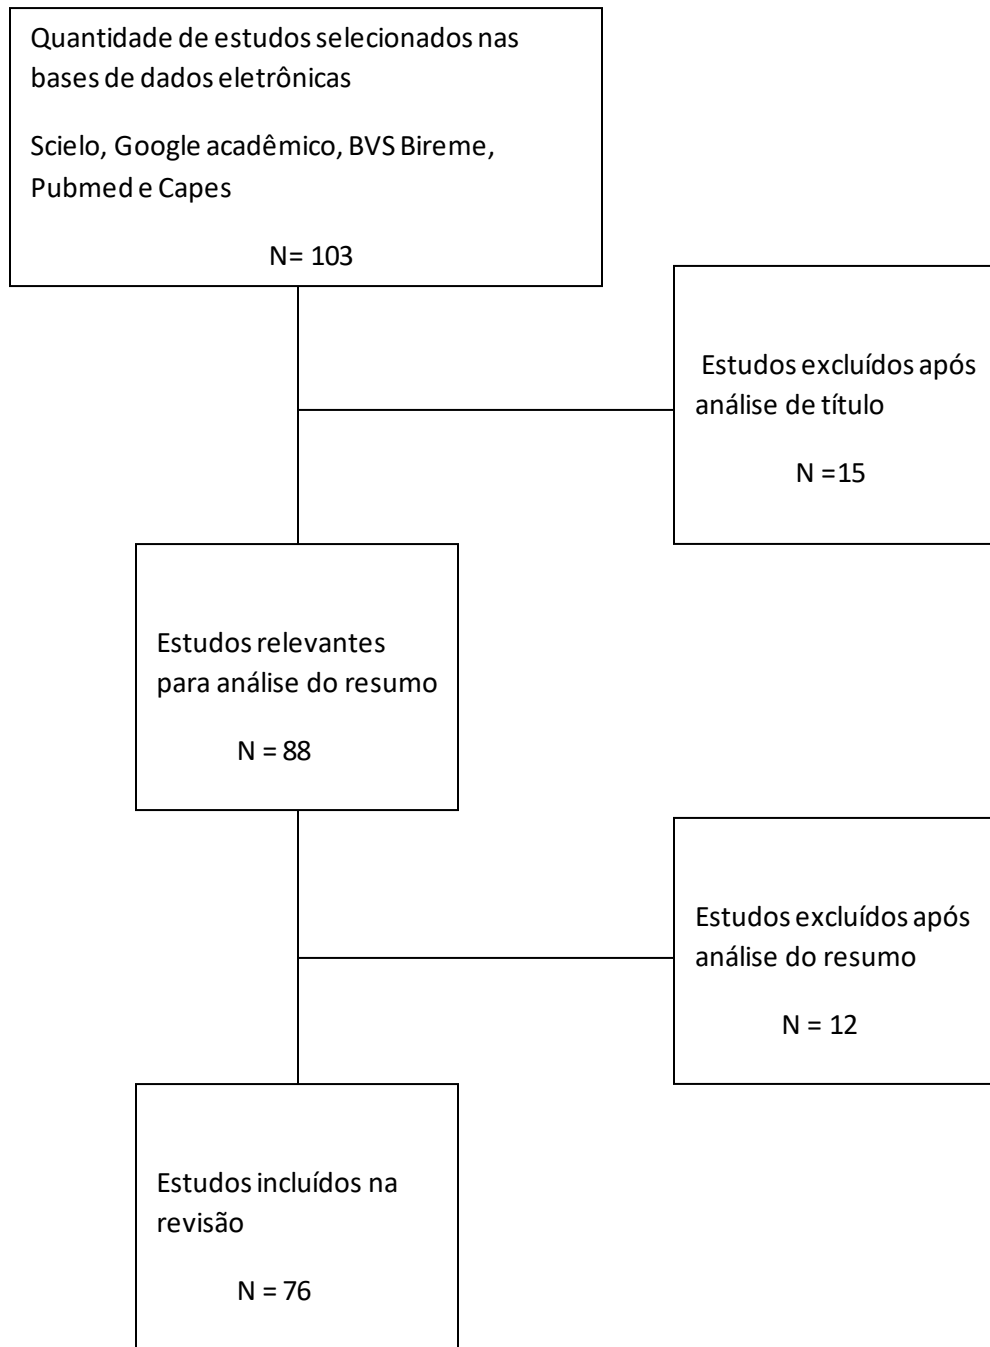 Quantidade de estudos selecionados nas
bases de dados eletrônicas
Scielo, Google acadêmico, BVS Bireme,
Pubmed e Capes
N= 103
Estudos excluídos após
análise de título
N =15
Estudos relevantes
para análise do resumo
N = 88
Estudos excluídos após
análise do resumo
N = 12
Estudos incluídos na
revisão
N = 76